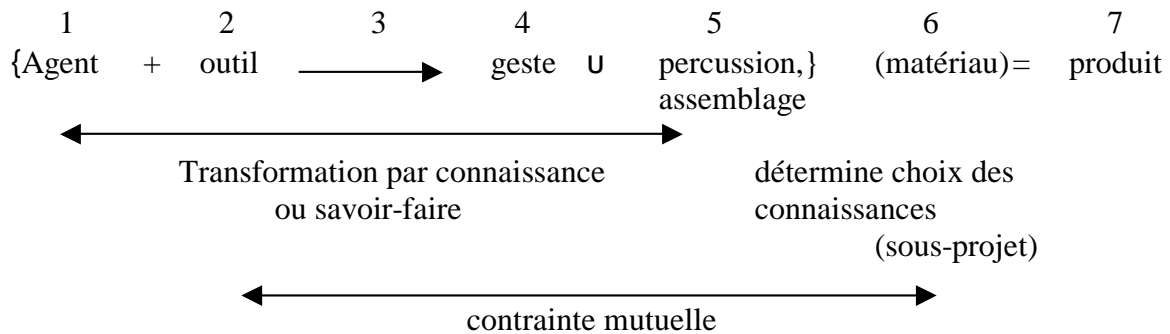 1 2 3 4 5 6 7
{Agent + outil geste ∪ percussion,} (matériau)= produit
assemblage
Transformation par connaissance détermine choix des
ou savoir-faire connaissances
(sous-projet)
contrainte mutuelle